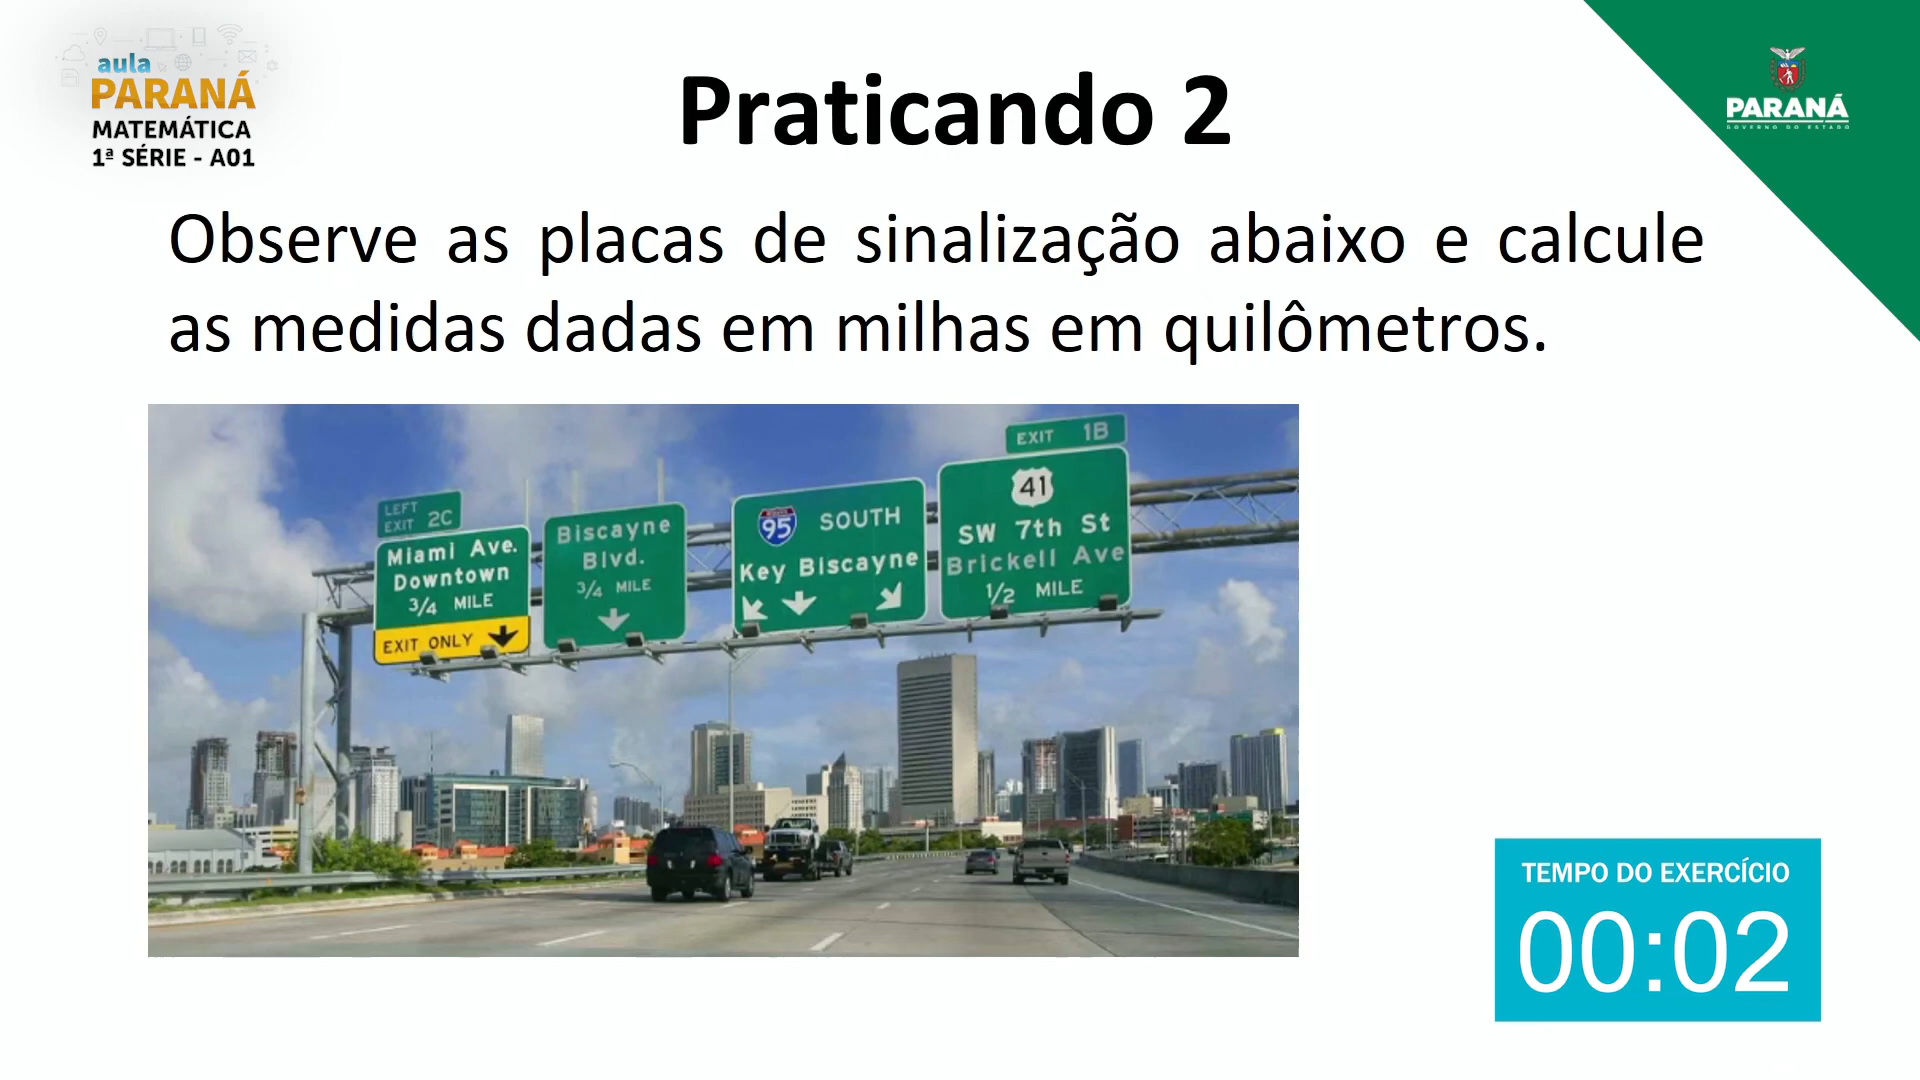 aula
PARANÁ
MATEMÁTICA
1ª SÉRIE - A01
Praticando 2
PARANÁ
GOVERNO DO ESTADO
Observe as placas de sinalização abaixo e calcule
as medidas dadas em milhas em quilômetros.
LEFT
EXIT 2C
Miami Ave.
Downtown
3/4 MILE
EXIT ONLY
Biscayne
Blvd.
3/4 MILE
95 SOUTH
Key Biscayne
EXIT 1B
41
SW 7th St
Brickell Ave
1/2 MILE
TEMPO DO EXERCÍCIO
00:02